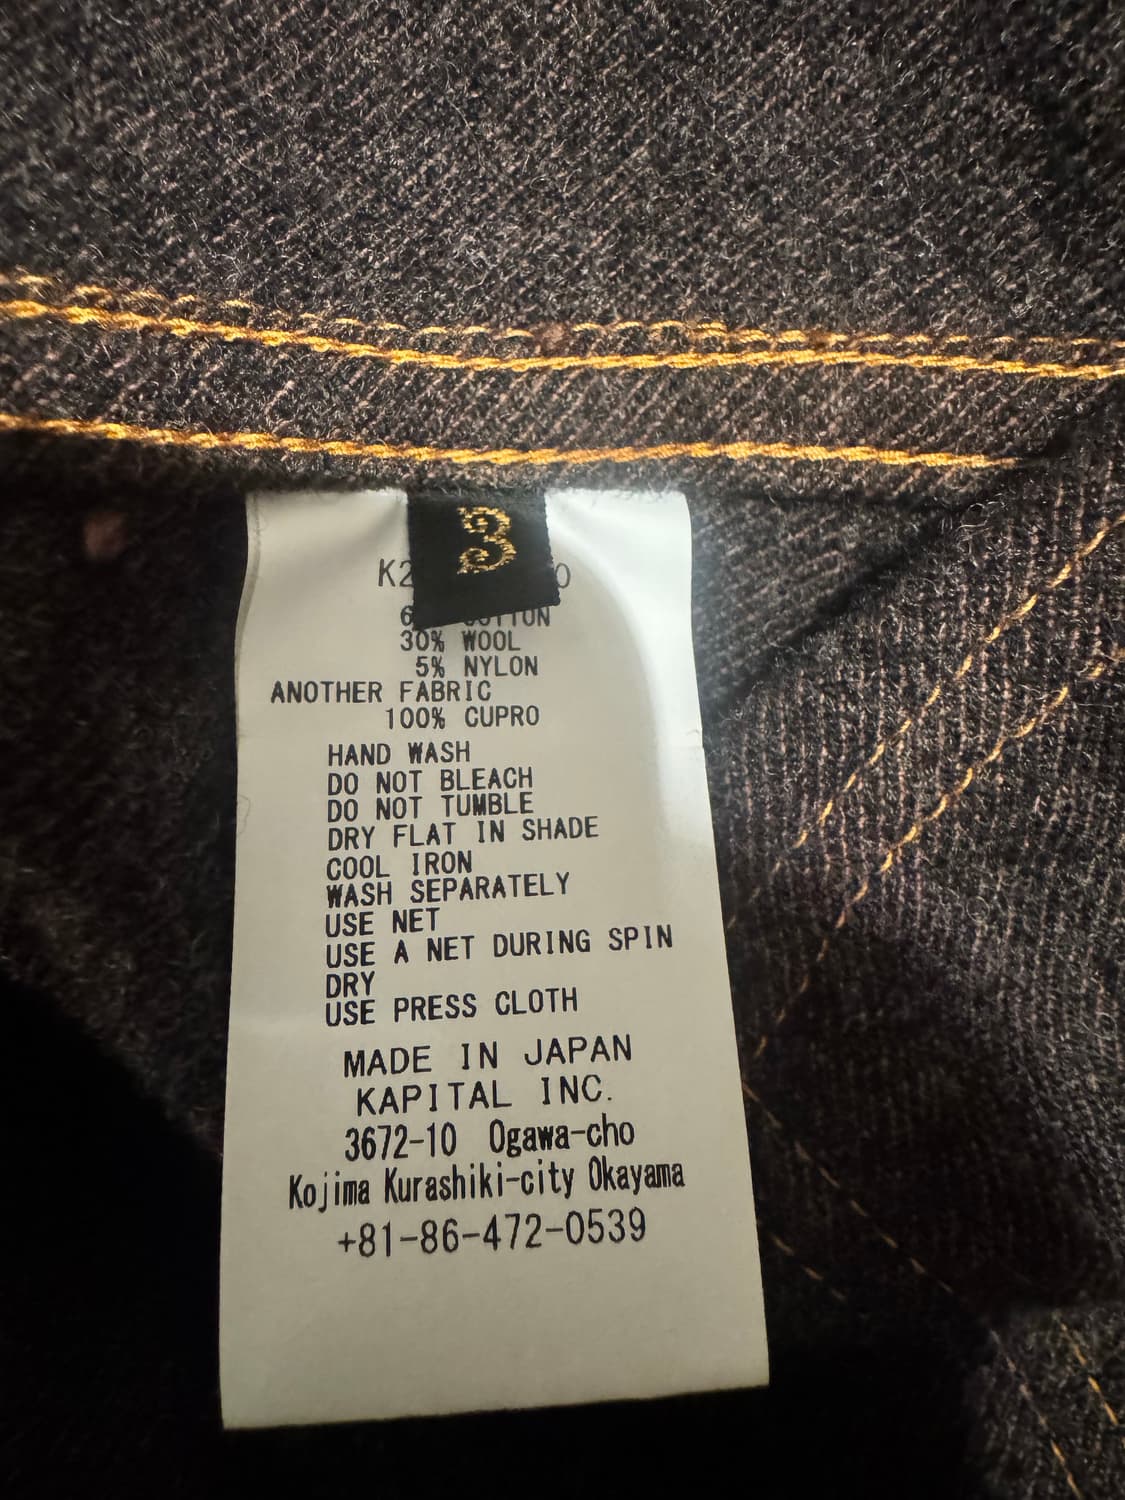 3
30% WOOL
5% NYLON
ANOTHER FABRIC
100% CUPRO
HAND WASH
DO NOT BLEACH
DO NOT TUMBLE
DRY FLAT IN SHADE
COOL IRON
WASH SEPARATELY
USE NET
USE A NET DURING SPIN
DRY
USE PRESS CLOTH
MADE IN JAPAN
KAPITAL INC.
3672-10 Ogawa-cho
Kojima Kurashiki-city Okayama
+81-86-472-0539